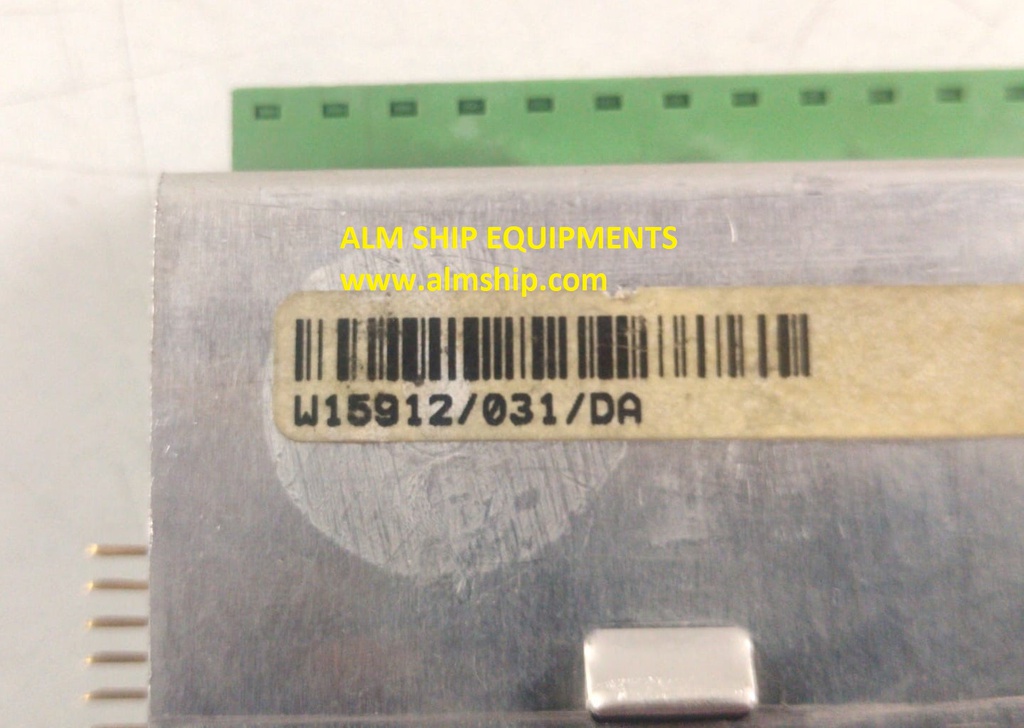 ALM SHIP EQUIPMENTS
www.almship.com
W15912/031/DA